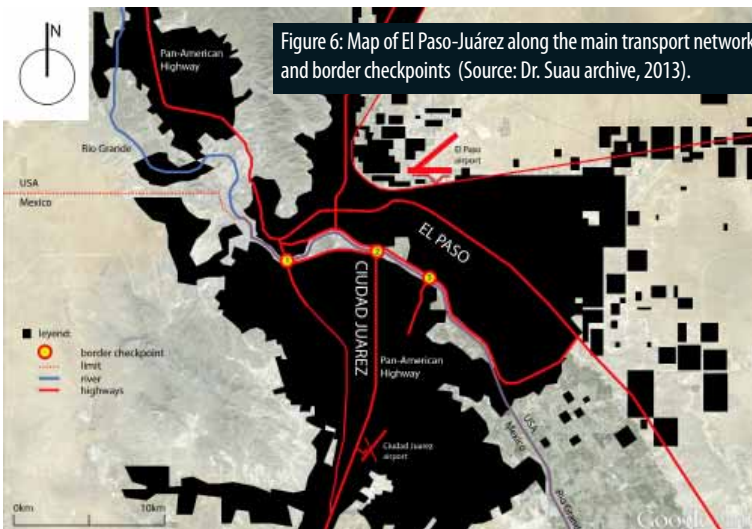 N
Figure 6: Map of El Paso-Juárez along the main transport network
and border checkpoints (Source: Dr. Suau archive, 2013).
Pan-American
Highway
Rio Grande
El Paso
airport
USA
Mexico
EL PASO
1
2
3
CIUDAD JUAREZ
leyend:
border checkpoint
limit
river
highways
Pan-American
Highway
Ciudad Juarez
airport
USA
Mexico
Rio Grande
0km
10km
Google